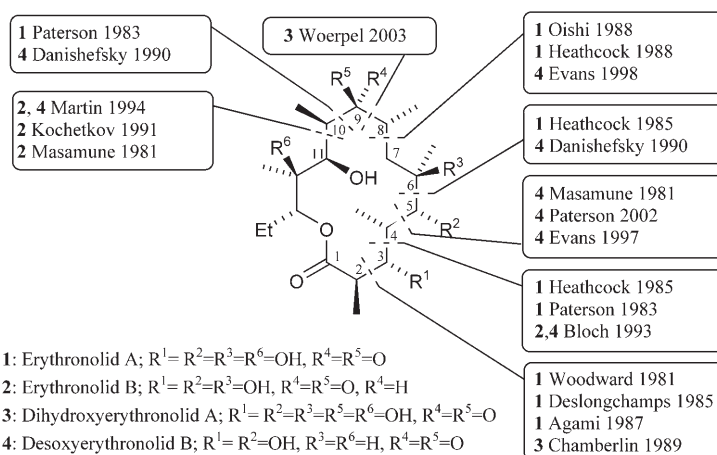 1 Paterson 1983
4 Danishefsky 1990
3 Woerpel 2003
1 Oishi 1988
1 Heathcock 1988
4 Evans 1998
2, 4 Martin 1994
2 Kochetkov 1991
2 Masamune 1981
1 Heathcock 1985
4 Danishefsky 1990
4 Masamune 1981
4 Paterson 2002
4 Evans 1997
1 Heathcock 1985
1 Paterson 1983
2,4 Bloch 1993
1 Woodward 1981
1 Deslongchamps 1985
1 Agami 1987
3 Chamberlin 1989
R⁵ R⁴
9
10 8
R⁶ 11 7
OH R³
6
5
Et O R²
4
1 3
O 2 R¹
1: Erythronolid A; R¹= R²=R³=R⁶=OH, R⁴=R⁵=O
2: Erythronolid B; R¹= R²=R³=OH, R⁴=R⁵=O, R⁴=H
3: Dihydroxyerythronolid A; R¹= R²=R³=R⁵=R⁶=OH, R⁴=R⁵=O
4: Desoxyerythronolid B; R¹= R²=OH, R³=R⁶=H, R⁴=R⁵=O